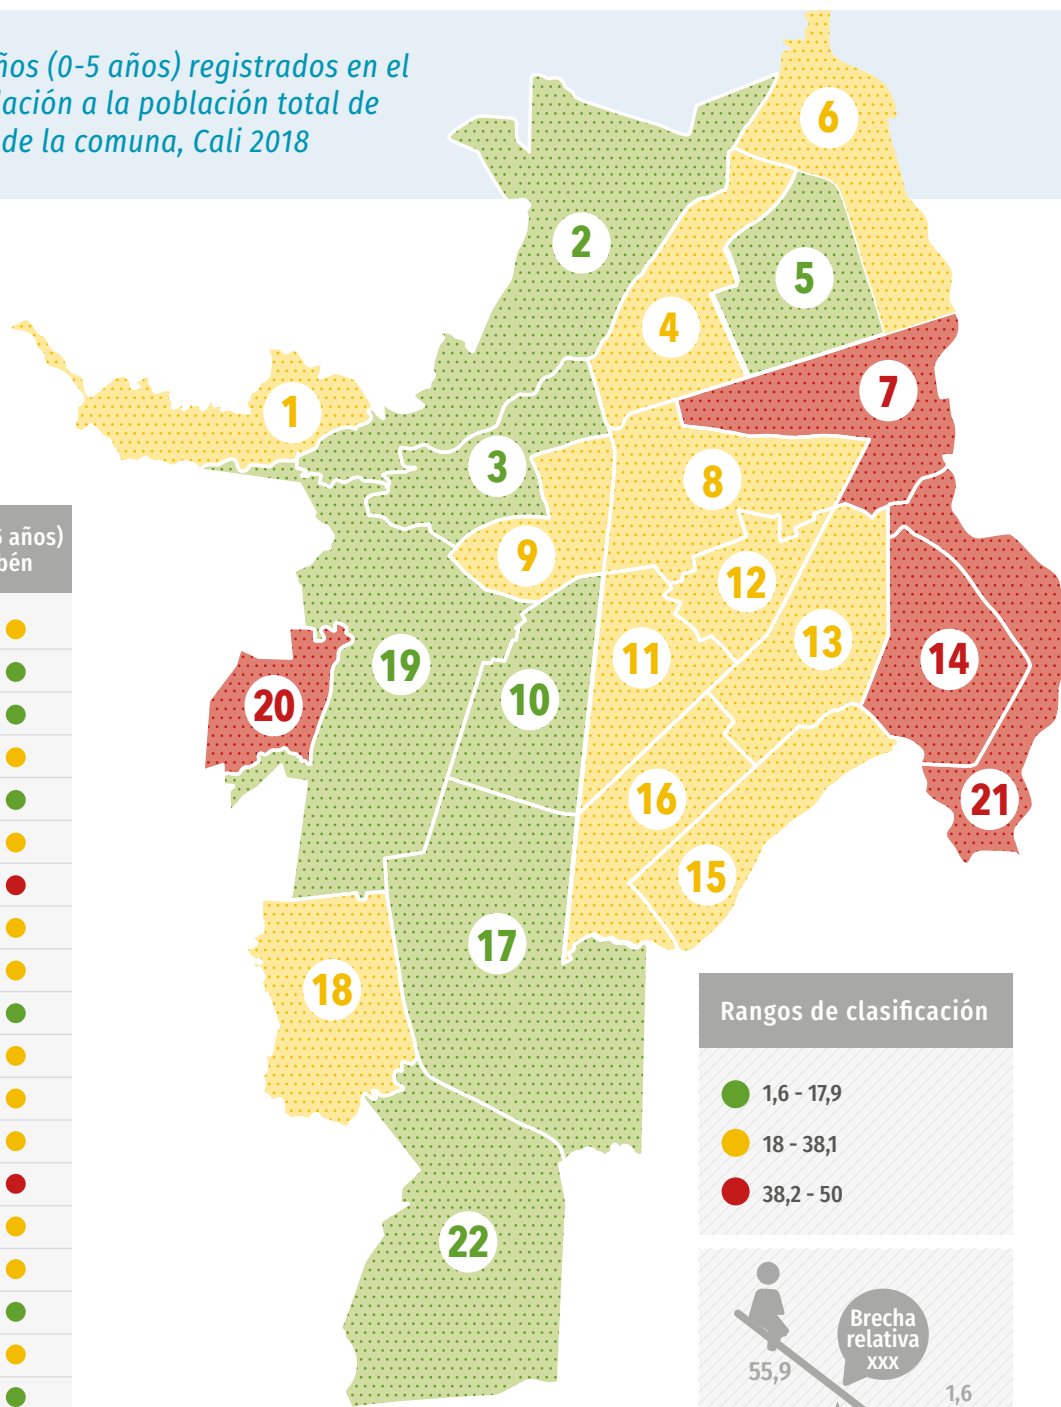 ños (0-5 años) registrados en el
lación a la población total de
de la comuna, Cali 2018
6
2
5
4
7
1
3
8
9
12
13
11
14
19
10
20
21
16
15
17
18
22
años)
bén
Rangos de clasificación
1,6 - 17,9
18 - 38,1
38,2 - 50
Brecha
relativa
xxx
55,9
1,6